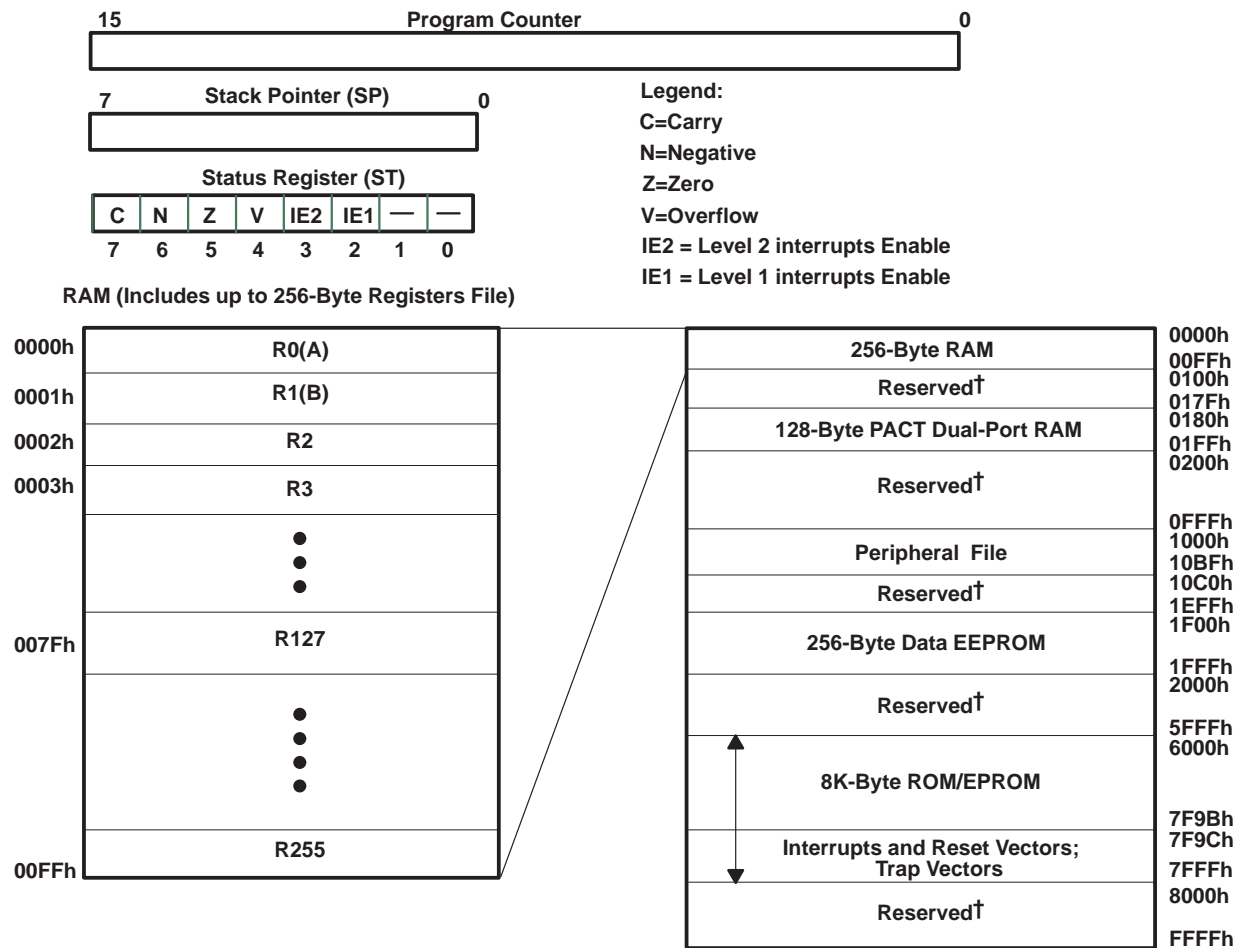 15 Program Counter 0
7 Stack Pointer (SP) 0
Legend:
C=Carry
N=Negative
Z=Zero
V=Overflow
IE2 = Level 2 interrupts Enable
IE1 = Level 1 interrupts Enable
Status Register (ST)
C N Z V IE2 IE1 — —
7 6 5 4 3 2 1 0
RAM (Includes up to 256-Byte Registers File)
0000h R0(A)
0001h R1(B)
0002h R2
0003h R3
007Fh R127
R255
00FFh
256-Byte RAM
0000h
00FFh
Reserved†
0100h
017Fh
128-Byte PACT Dual-Port RAM
0180h
01FFh
Reserved†
0200h
0FFFh
Peripheral File
1000h
10BFh
Reserved†
10C0h
1EFFh
256-Byte Data EEPROM
1F00h
1FFFh
Reserved†
2000h
5FFFh
8K-Byte ROM/EPROM
6000h
7F9Bh
Interrupts and Reset Vectors;
Trap Vectors
7F9Ch
7FFFh
Reserved†
8000h
FFFFh